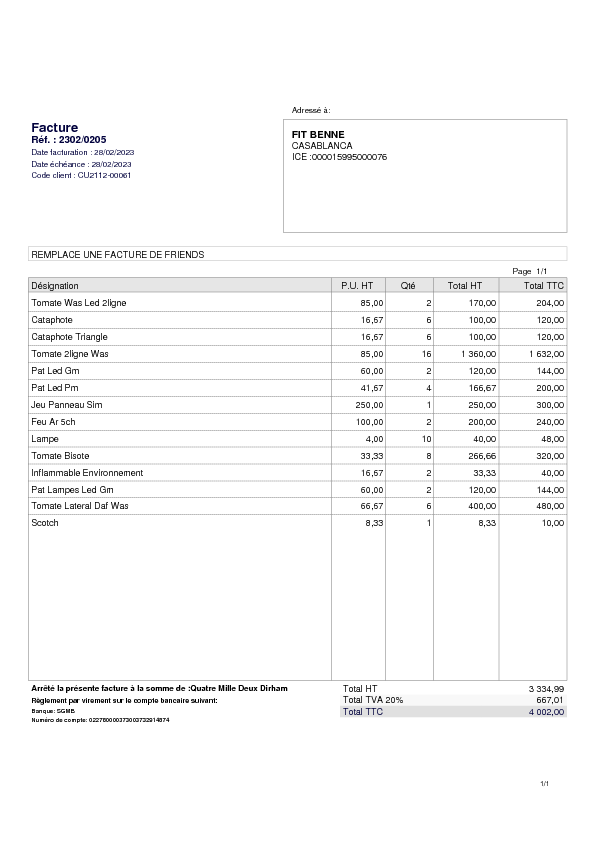 Adressé à:
Facture
Réf. : 2302/0205
Date facturation : 28/02/2023
Date échéance : 28/02/2023
Code client : CU2112-00061
FIT BENNE
CASABLANCA
ICE :000015995000076
REMPLACE UNE FACTURE DE FRIENDS
Page 1/1
Désignation P.U. HT Qté Total HT Total TTC
Tomate Was Led 2ligne 85,00 2 170,00 204,00
Cataphote 16,67 6 100,00 120,00
Cataphote Triangle 16,67 6 100,00 120,00
Tomate 2ligne Was 85,00 16 1 360,00 1 632,00
Pat Led Gm 60,00 2 120,00 144,00
Pat Led Pm 41,67 4 166,67 200,00
Jeu Panneau Slm 250,00 1 250,00 300,00
Feu Ar 5ch 100,00 2 200,00 240,00
Lampe 4,00 10 40,00 48,00
Tomate Bisote 33,33 8 266,66 320,00
Inflammable Environnement 16,67 2 33,33 40,00
Pat Lampes Led Gm 60,00 2 120,00 144,00
Tomate Lateral Daf Was 66,67 6 400,00 480,00
Scotch 8,33 1 8,33 10,00
Arrêté la présente facture à la somme de :Quatre Mille Deux Dirham
Règlement par virement sur le compte bancaire suivant:
Banque: SGMB
Numéro de compte:
Total HT 3 334,99
Total TVA 20% 667,01
Total TTC 4 002,00
1/1